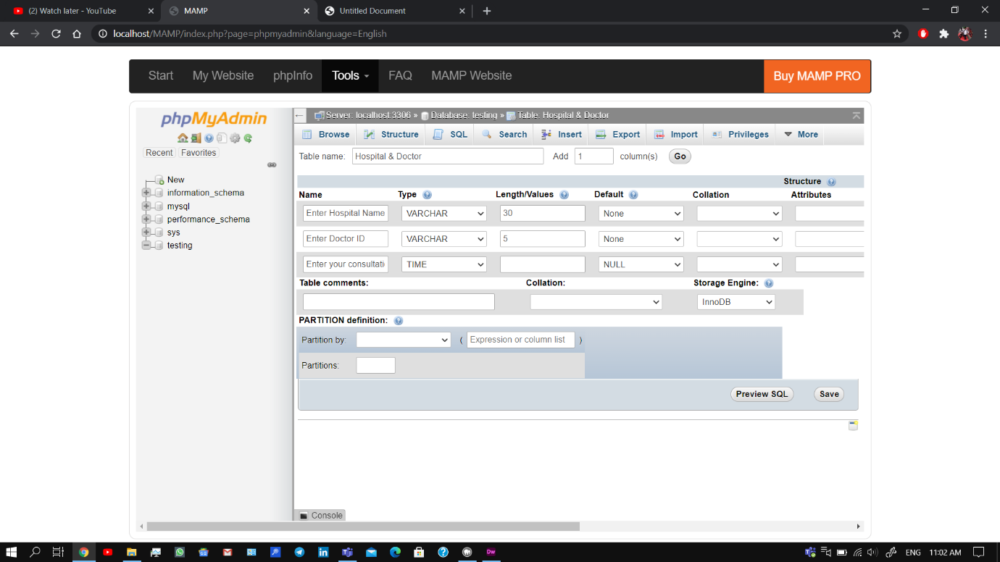 (2) Watch later - YouTube
MAMP
Untitled Document
localhost/MAMP/index.php?page=phpmyadmin&language=English
Start My Website phpInfo Tools FAQ MAMP Website Buy MAMP PRO
phpMyAdmin
Recent Favorites
New
information_schema
mysql
performance_schema
sys
testing
Server: localhost:3306 » Database: testing » Table: Hospital & Doctor
Browse Structure SQL Search Insert Export Import Privileges More
Table name: Hospital & Doctor Add 1 column(s) Go
Structure
Name Type Length/Values Default Collation Attributes
Enter Hospital Name VARCHAR 30 None
Enter Doctor ID VARCHAR 5 None
Enter your consultati TIME NULL
Table comments: Collation: Storage Engine:
InnoDB
PARTITION definition:
Partition by: ( Expression or column list )
Partitions:
Preview SQL Save
Console
ENG 11:02 AM